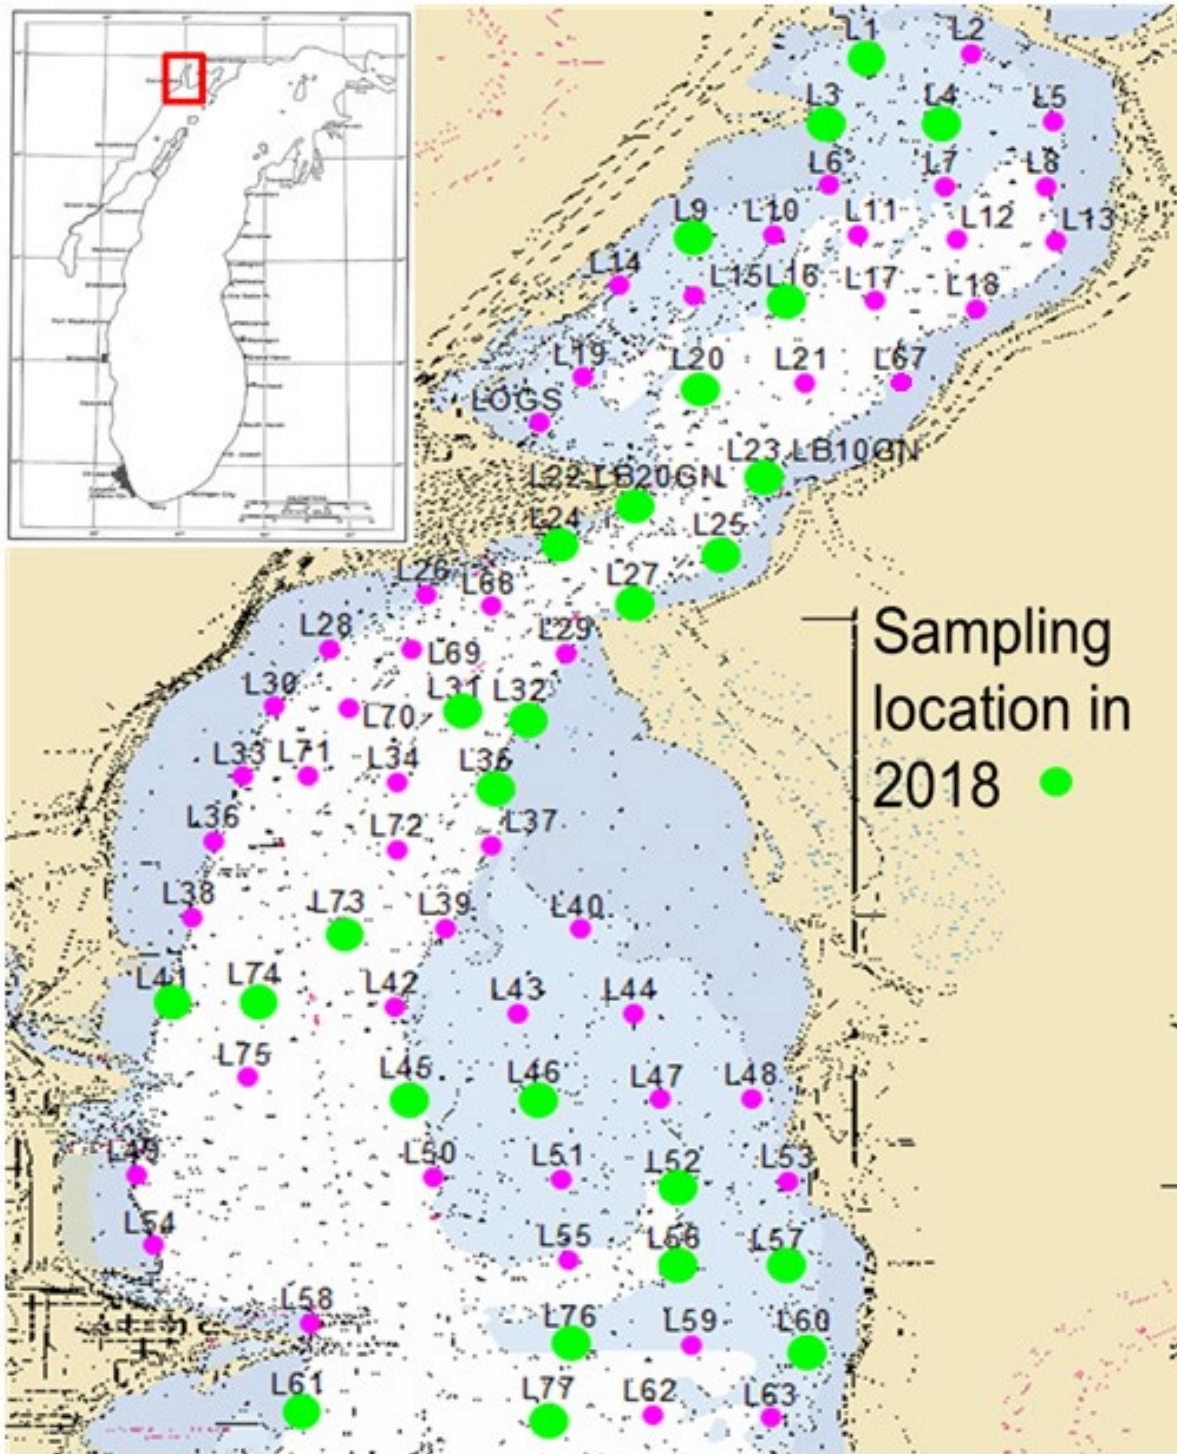 L1 L2
L3 L4 L5
L6 L7 L8
L9 L10 L11 L12 L13
L14 L15 L16 L17 L18
L19 L20 L21 L67
LOGS
L23 LB10GN
L22-LB20GN
L24 L25
L26 L68 L27
L28 L69 L29
L30 L70 L31 L32
L33 L71 L34 L35
L36 L72 L37
L38 L73 L39 L40
L41 L74 L42 L43 L44
L75 L45 L46 L47 L48
L49 L50 L51 L52 L53
L54 L55 L56 L57
L58 L76 L59 L60
L61 L77 L62 L63
Sampling
location in
2018